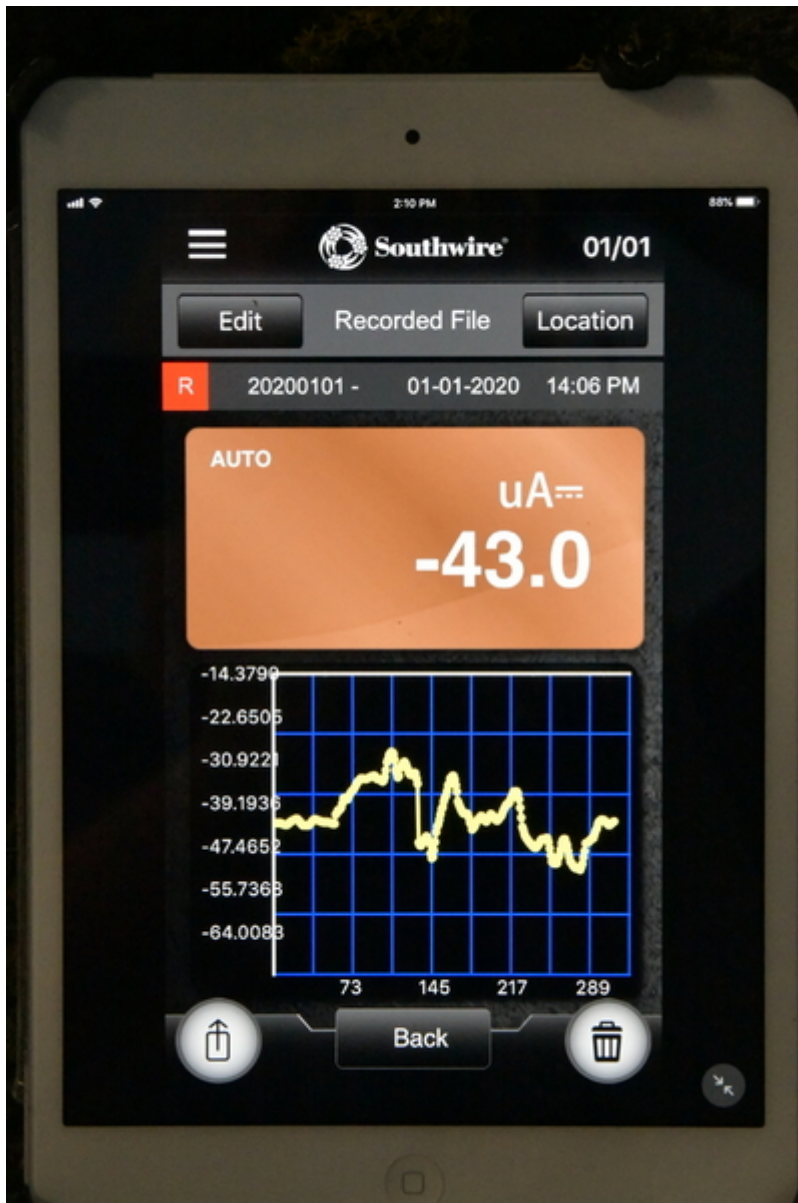 2:10 PM 88%
Southwire® 01/01
Edit Recorded File Location
R 20200101 - 01-01-2020 14:06 PM
AUTO
uA
-43.0
-14.3790
-22.6505
-30.9221
-39.1936
-47.4652
-55.7368
-64.0083
73 145 217 289
Back